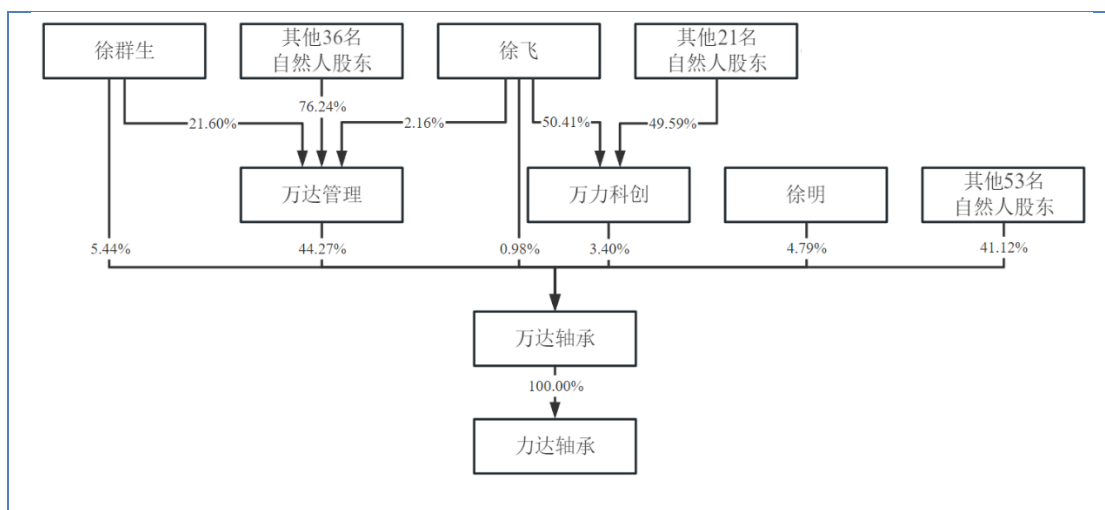 徐群生
其他36名
自然人股东
徐飞
其他21名
自然人股东
76.24%
21.60%
2.16%
50.41%
49.59%
万达管理
万力科创
徐明
其他53名
自然人股东
5.44%
44.27%
0.98%
3.40%
4.79%
41.12%
万达轴承
100.00%
力达轴承